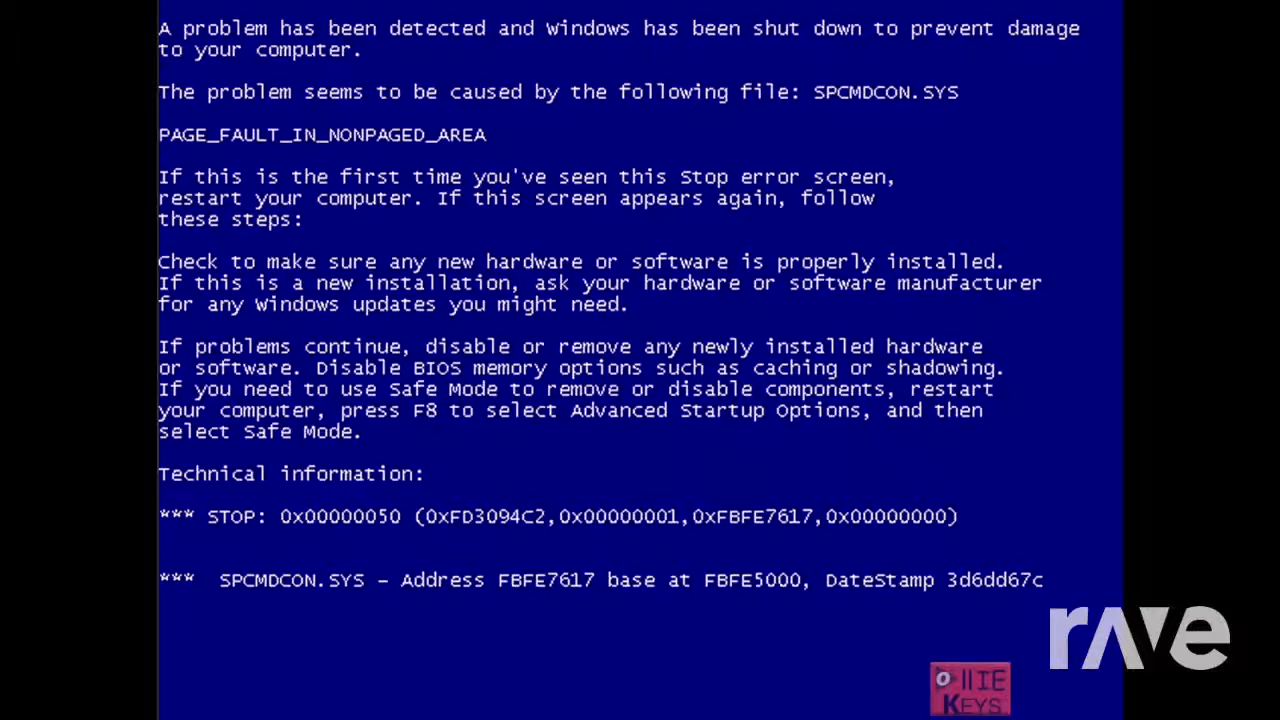 A problem has been detected and Windows has been shut down to prevent damage
to your computer.
The problem seems to be caused by the following file: SPCMDCON.SYS
PAGE_FAULT_IN_NONPAGED_AREA
If this is the first time you've seen this Stop error screen,
restart your computer. If this screen appears again, follow
these steps:
Check to make sure any new hardware or software is properly installed.
If this is a new installation, ask your hardware or software manufacturer
for any Windows updates you might need.
If problems continue, disable or remove any newly installed hardware
or software. Disable BIOS memory options such as caching or shadowing.
If you need to use Safe Mode to remove or disable components, restart
your computer, press F8 to select Advanced Startup Options, and then
select Safe Mode.
Technical information:
*** STOP: 0x00000050 (0xFD3094C2,0x00000001,0xFBFE7617,0x00000000)
*** SPCMDCON.SYS – Address FBFE7617 base at FBFE5000, DateStamp 3d6dd67c
rave
OllIE
KEYS